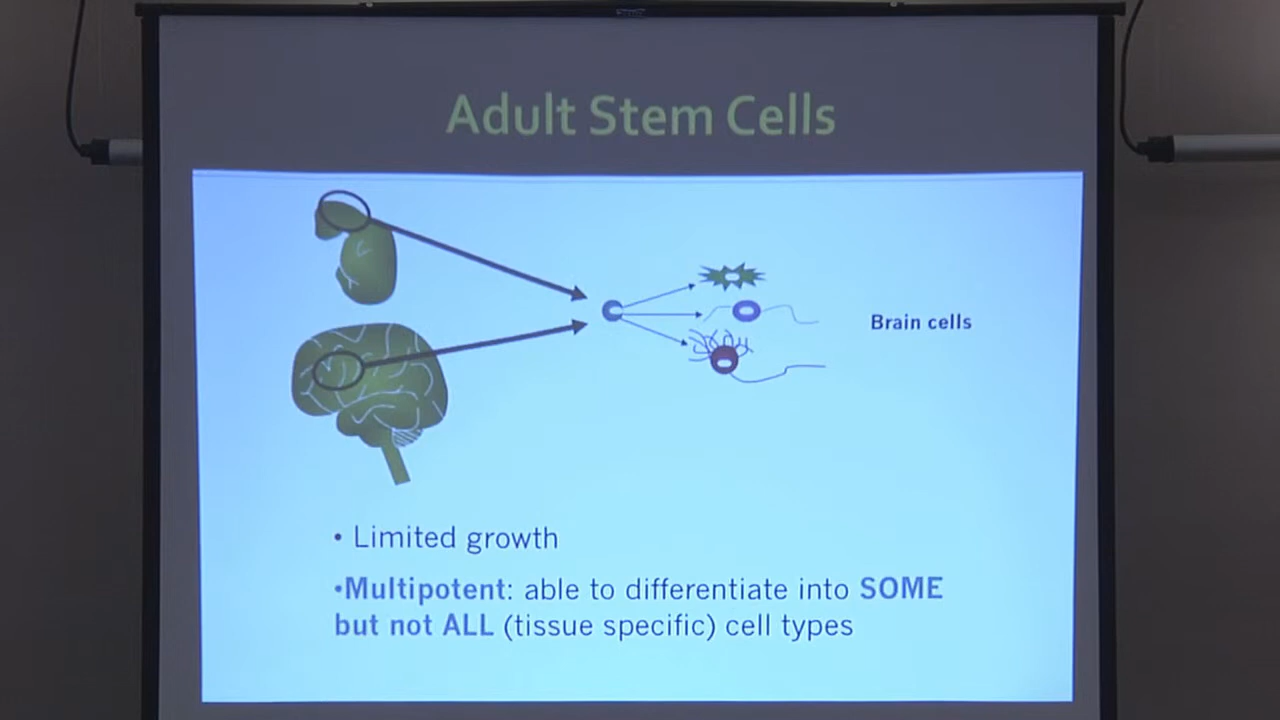 Adult Stem Cells
Brain cells
• Limited growth
•Multipotent: able to differentiate into SOME
but not ALL (tissue specific) cell types